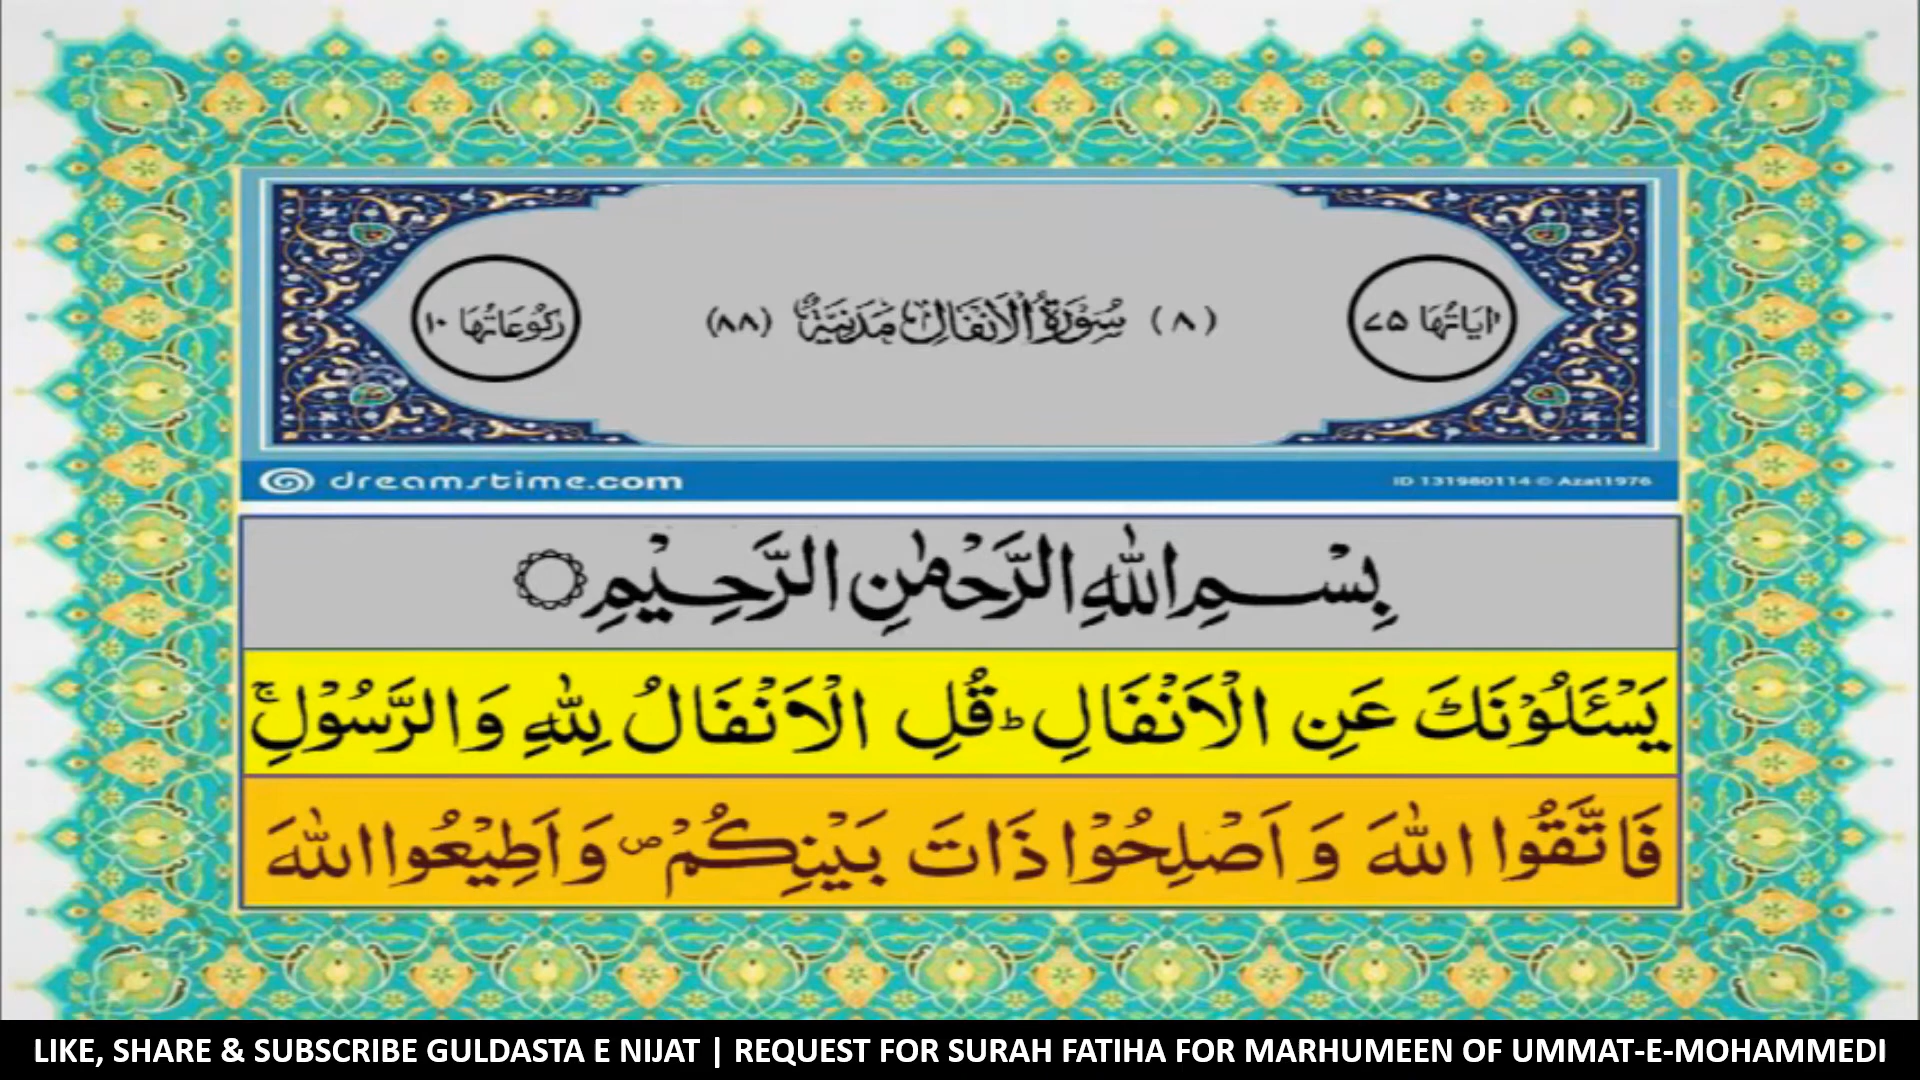 اٰيَاتُهَا ٧٥ (٨) سُوْرَةُ الْاَنْفَالِ مَدَنِيَّةٌ (٨٨) رُكُوْعَاتُهَا ١٠
dreamstime.com ID 131980114 © Azat1976
بِسْمِ اللّٰهِ الرَّحْمٰنِ الرَّحِيْمِ ۝
يَسْـَٔلُوْنَكَ عَنِ الْاَنْفَالِ ؕ قُلِ الْاَنْفَالُ لِلّٰهِ وَ الرَّسُوْلِ ۚ
فَاتَّقُوا اللّٰهَ وَ اَصْلِحُوْا ذَاتَ بَيْنِكُمْ ۪ وَ اَطِيْعُوا اللّٰهَ
LIKE, SHARE & SUBSCRIBE GULDASTA E NIJAT | REQUEST FOR SURAH FATIHA FOR MARHUMEEN OF UMMAT-E-MOHAMMEDI